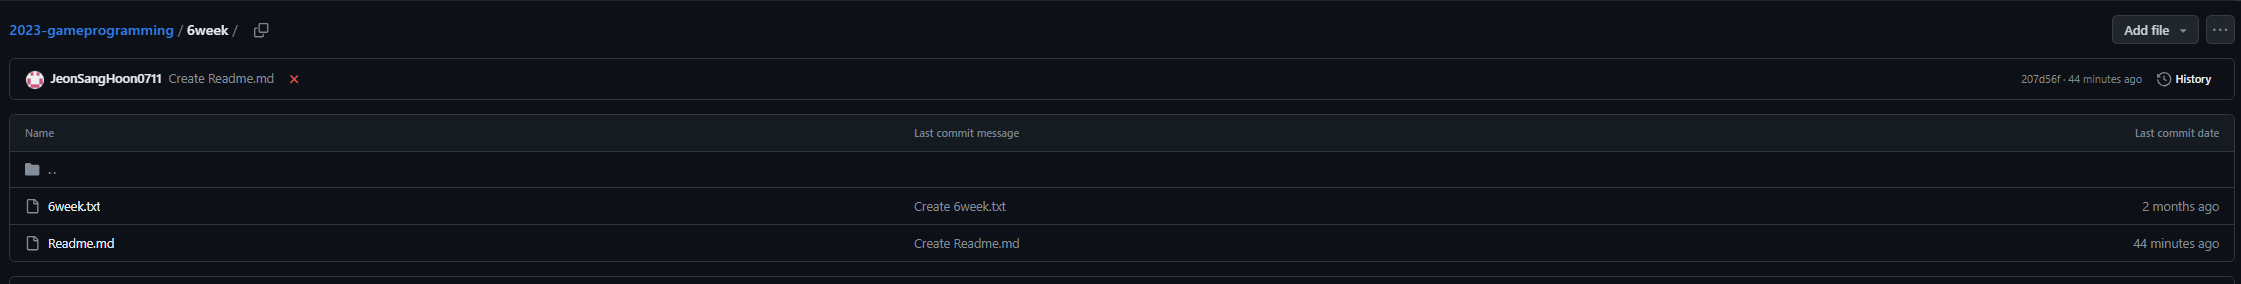 2023-gameprogramming / 6week /
Add file
JeonSangHoon0711 Create Readme.md
207d56f · 44 minutes ago
History
Name
Last commit message
Last commit date
..
6week.txt
Create 6week.txt
2 months ago
Readme.md
Create Readme.md
44 minutes ago